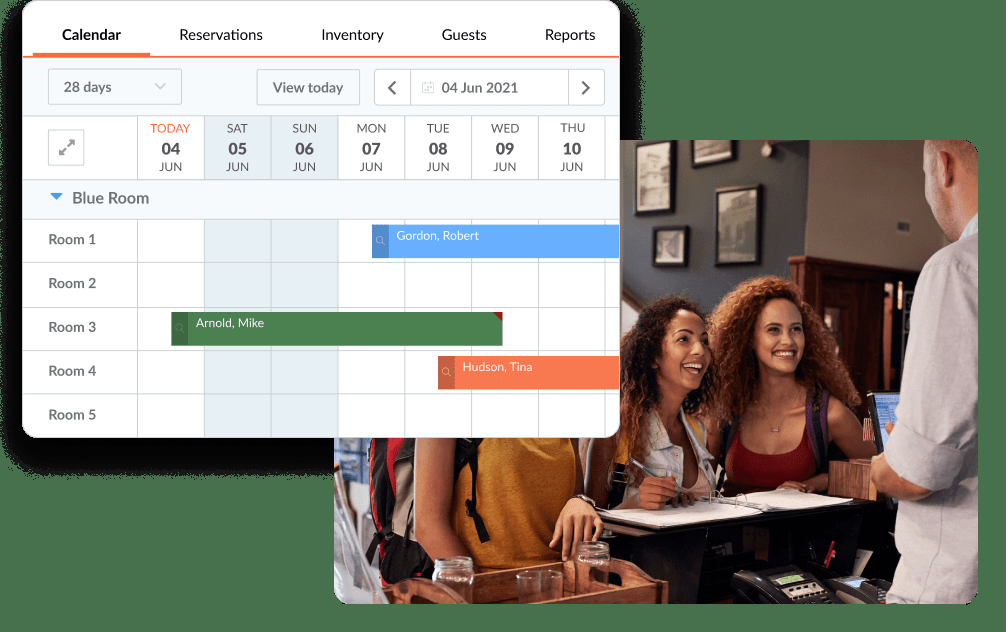 Calendar Reservations Inventory Guests Reports
28 days View today 04 Jun 2021
TODAY SAT SUN MON TUE WED THU
04 05 06 07 08 09 10
JUN JUN JUN JUN JUN JUN JUN
Blue Room
Room 1 Gordon, Robert
Room 2
Room 3 Arnold, Mike
Room 4 Hudson, Tina
Room 5